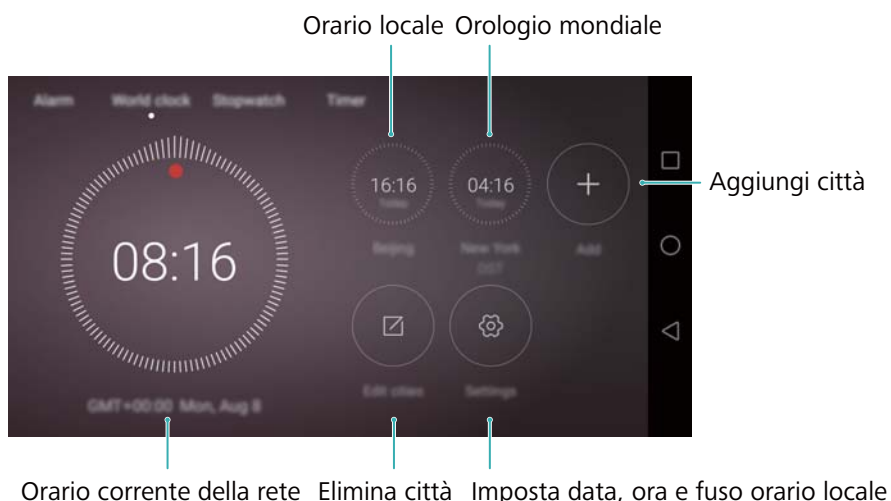 Orario locale Orologio mondiale
Alarm World clock Stopwatch Timer
16:16 04:16
Today Today
Aggiungi città
08:16
Beijing New York Add
DST
Edit cities Settings
GMT+00:00 Mon, Aug 8
Orario corrente della rete Elimina città Imposta data, ora e fuso orario locale